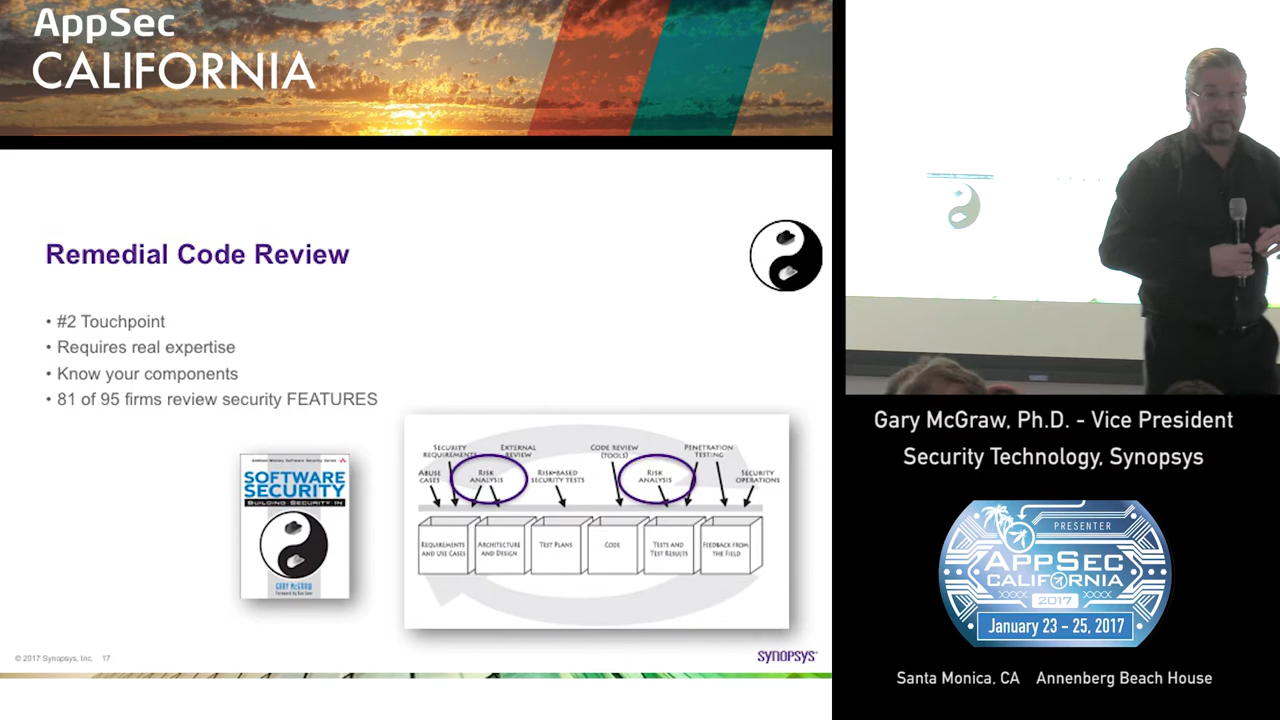 AppSec
CALIFORNIA
Remedial Code Review
• #2 Touchpoint
• Requires real expertise
• Know your components
• 81 of 95 firms review security FEATURES
SOFTWARE
SECURITY
BUILDING SECURITY IN
GARY McGRAW
SECURITY
REQUIREMENTS
EXTERNAL
REVIEW
CODE REVIEW
(TOOLS)
PENETRATION
TESTING
ABUSE
CASES
RISK
ANALYSIS
RISK-BASED
SECURITY TESTS
RISK
ANALYSIS
SECURITY
OPERATIONS
REQUIREMENTS
AND USE CASES
ARCHITECTURE
AND DESIGN
TEST PLANS
CODE
TESTS AND
TEST RESULTS
FEEDBACK FROM
THE FIELD
© 2017 Synopsys, Inc. 17
SYNOPSYS®
Gary McGraw, Ph.D. - Vice President
Security Technology, Synopsys
PRESENTER
APPSEC
CALIFORNIA
2017
January 23 - 25, 2017
Santa Monica, CA Annenberg Beach House